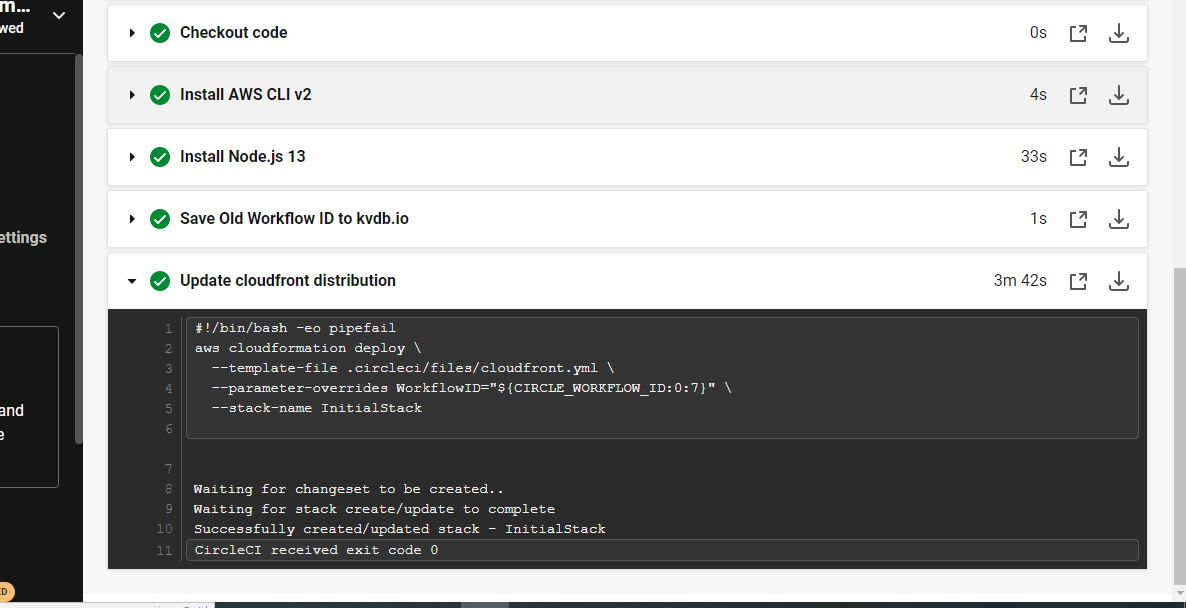 m...
wed
ettings
and
e
Checkout code 0s
Install AWS CLI v2 4s
Install Node.js 13 33s
Save Old Workflow ID to kvdb.io 1s
Update cloudfront distribution 3m 42s
1 #!/bin/bash -eo pipefail
2 aws cloudformation deploy \
3 --template-file .circleci/files/cloudfront.yml \
4 --parameter-overrides WorkflowID="${CIRCLE_WORKFLOW_ID:0:7}" \
5 --stack-name InitialStack
6
7
8 Waiting for changeset to be created..
9 Waiting for stack create/update to complete
10 Successfully created/updated stack - InitialStack
11 CircleCI received exit code 0